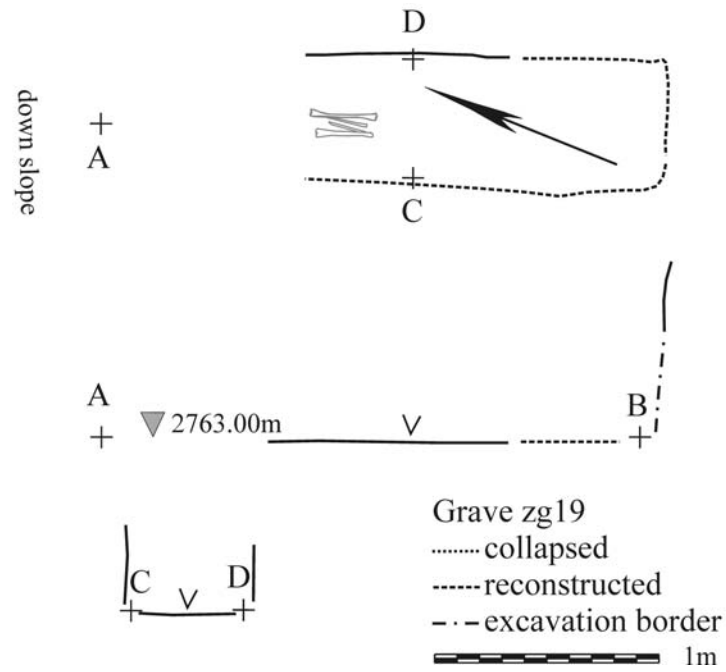 D
down slope
A
C
A
2763.00m
B
C
D
Grave zg19
collapsed
reconstructed
excavation border
1m